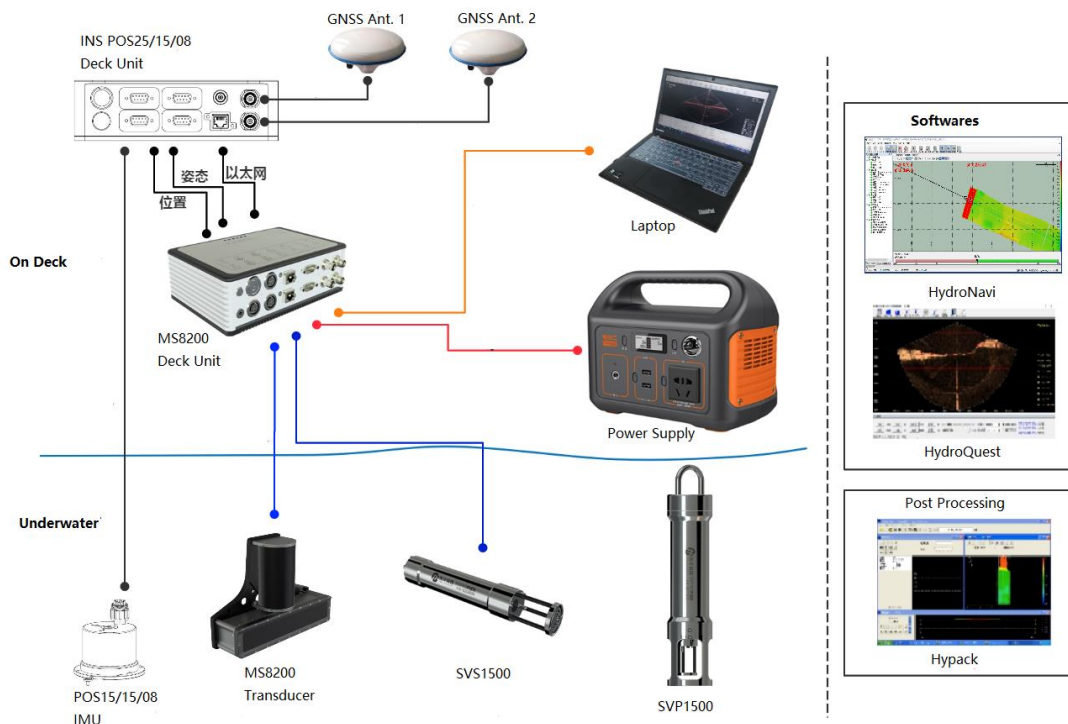 GNSS Ant. 1
GNSS Ant. 2
INS POS25/15/08
Deck Unit
姿态
位置
以太网
Laptop
On Deck
MS8200
Deck Unit
Power Supply
Underwater
POS15/15/08
IMU
MS8200
Transducer
SVS1500
SVP1500
Softwares
HydroNavi
HydroQuest
Post Processing
Hypack